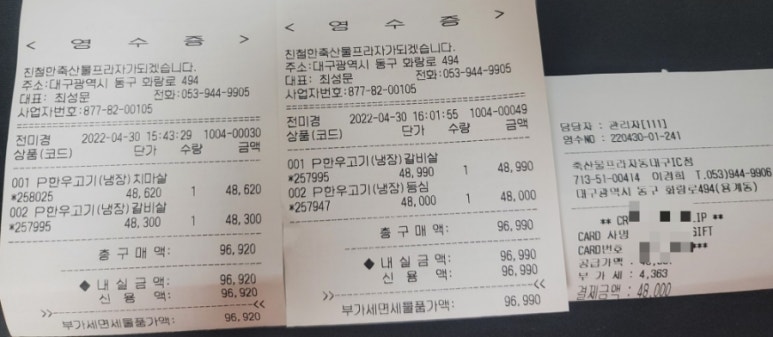 < 영 수 증 >
친철한축산물프라자가되겠습니다.
주소:대구광역시 동구 화랑로 494
대표: 최성문 전화:053-944-9905
사업자번호:877-82-00105
전미경 2022-04-30 15:43:29 1004-00030
상품(코드) 단가 수량 금액
001 P한우고기(냉장)치마살
*258025 48,620 1 48,620
002 P한우고기(냉장)갈비살
*257995 48,300 1 48,300
총 구 매 액: 96,920
◆ 내 실 금 액: 96,920
신 용 액: 96,920
>> <<
부가세면세물품가액: 96,920
< 영 수 증 >
친철한축산물프라자가되겠습니다.
주소:대구광역시 동구 화랑로 494
대표: 최성문 전화:053-944-9905
사업자번호:877-82-00105
전미경 2022-04-30 16:01:55 1004-00049
상품(코드) 단가 수량 금액
001 P한우고기(냉장)갈비살
*257995 48,990 1 48,990
002 P한우고기(냉장)등심
*257947 48,000 1 48,000
총 구 매 액: 96,990
◆ 내 실 금 액: 96,990
신 용 액: 96,990
>> <<
부가세면세물품가액: 96,990
담당자 : 관리자[111]
영수NO : 220430-01-241
축산물프라자동대구IC점
713-51-00414 이경희 T.053)944-9906
대구광역시 동구 화랑로494(용계동)
** CR
CARD 사명 GIFT
CARD번호 ***
공급가액 :
부 가 세 : 4,363
결제금액 : 48,000